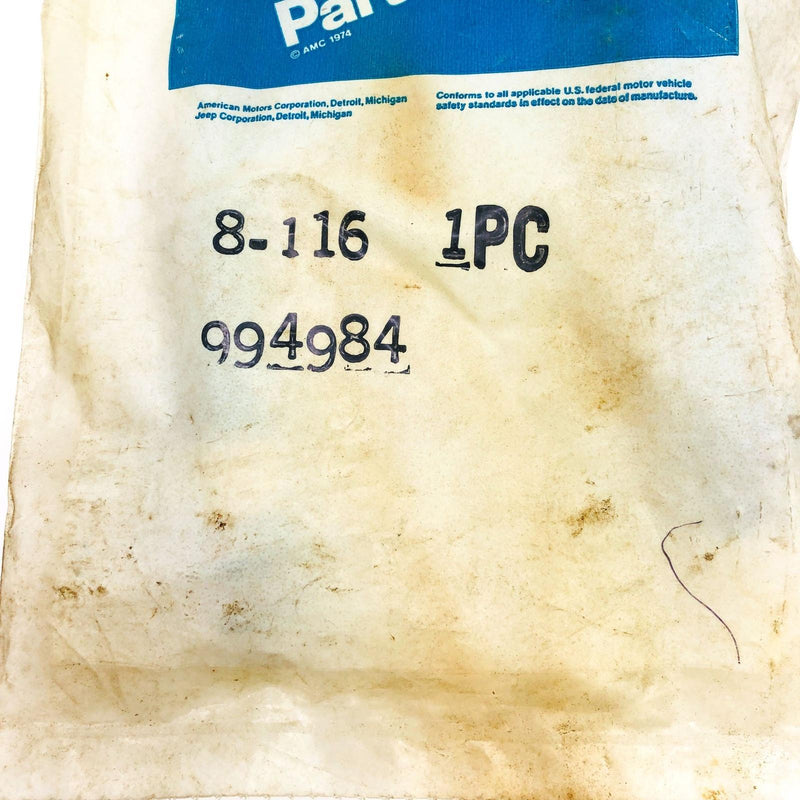 Part
© AMC 1974
American Motors Corporation, Detroit, Michigan
Jeep Corporation, Detroit, Michigan
Conforms to all applicable U.S. federal motor vehicle
safety standards in effect on the date of manufacture.
8-116 1PC
994984